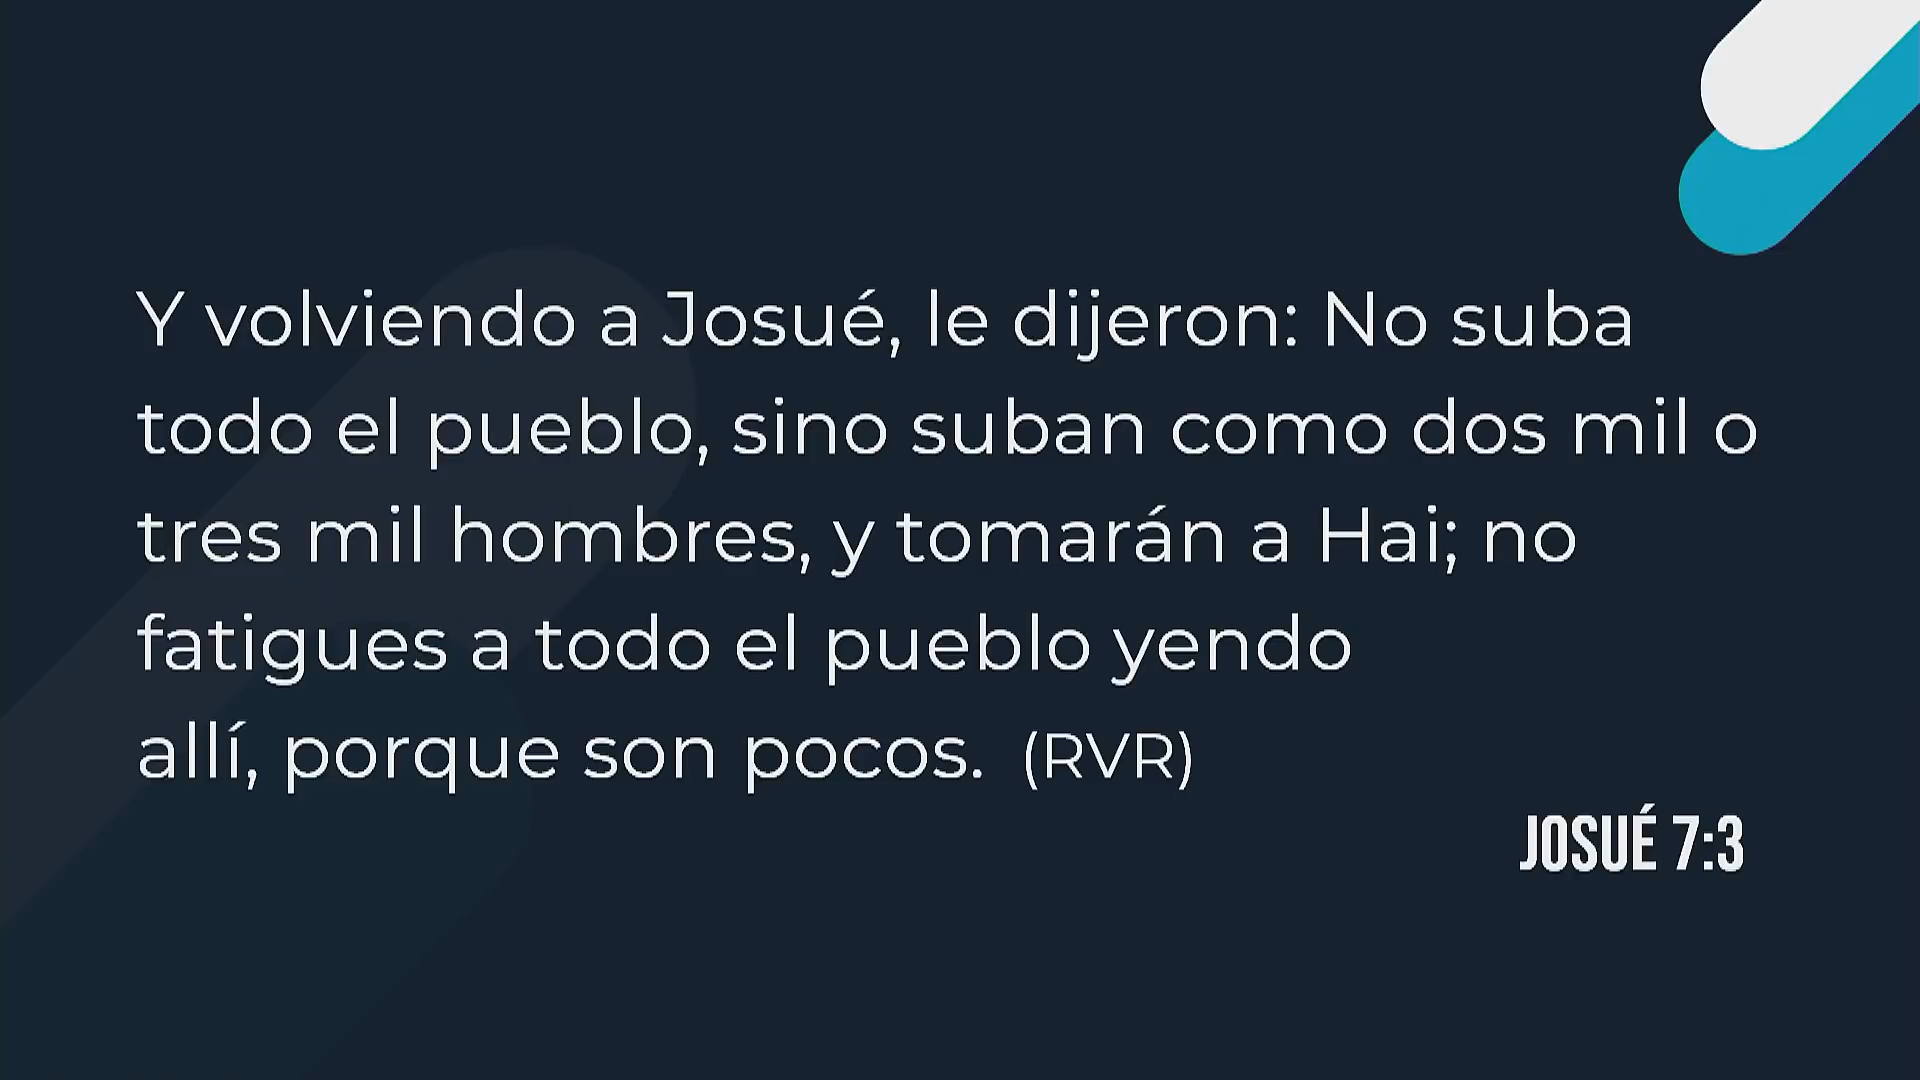 Y volviendo a Josué, le dijeron: No suba
todo el pueblo, sino suban como dos mil o
tres mil hombres, y tomarán a Hai; no
fatigues a todo el pueblo yendo
allí, porque son pocos. (RVR)
JOSUÉ 7:3